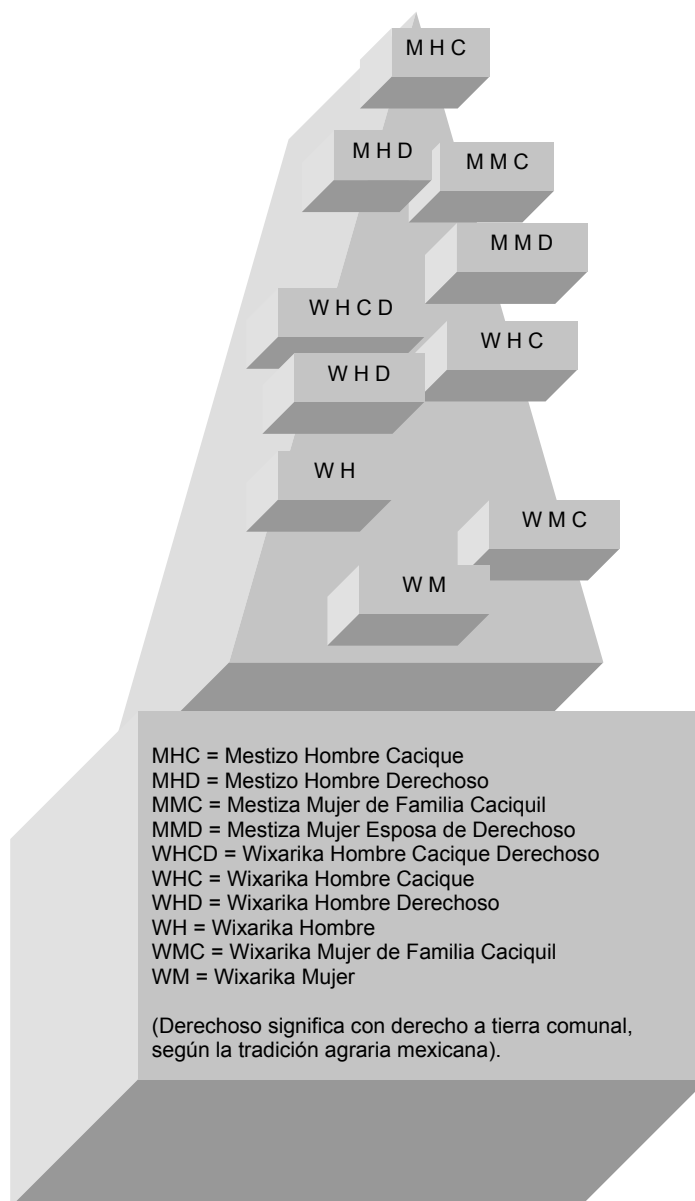 M H C
M H D
M M C
M M D
W H C D
W H C
W H D
W H
W M C
W M
MHC = Mestizo Hombre Cacique
MHD = Mestizo Hombre Derechoso
MMC = Mestiza Mujer de Familia Caciquil
MMD = Mestiza Mujer Esposa de Derechoso
WHCD = Wixarika Hombre Cacique Derechoso
WHC = Wixarika Hombre Cacique
WHD = Wixarika Hombre Derechoso
WH = Wixarika Hombre
WMC = Wixarika Mujer de Familia Caciquil
WM = Wixarika Mujer
(Derechoso significa con derecho a tierra comunal,
según la tradición agraria mexicana).